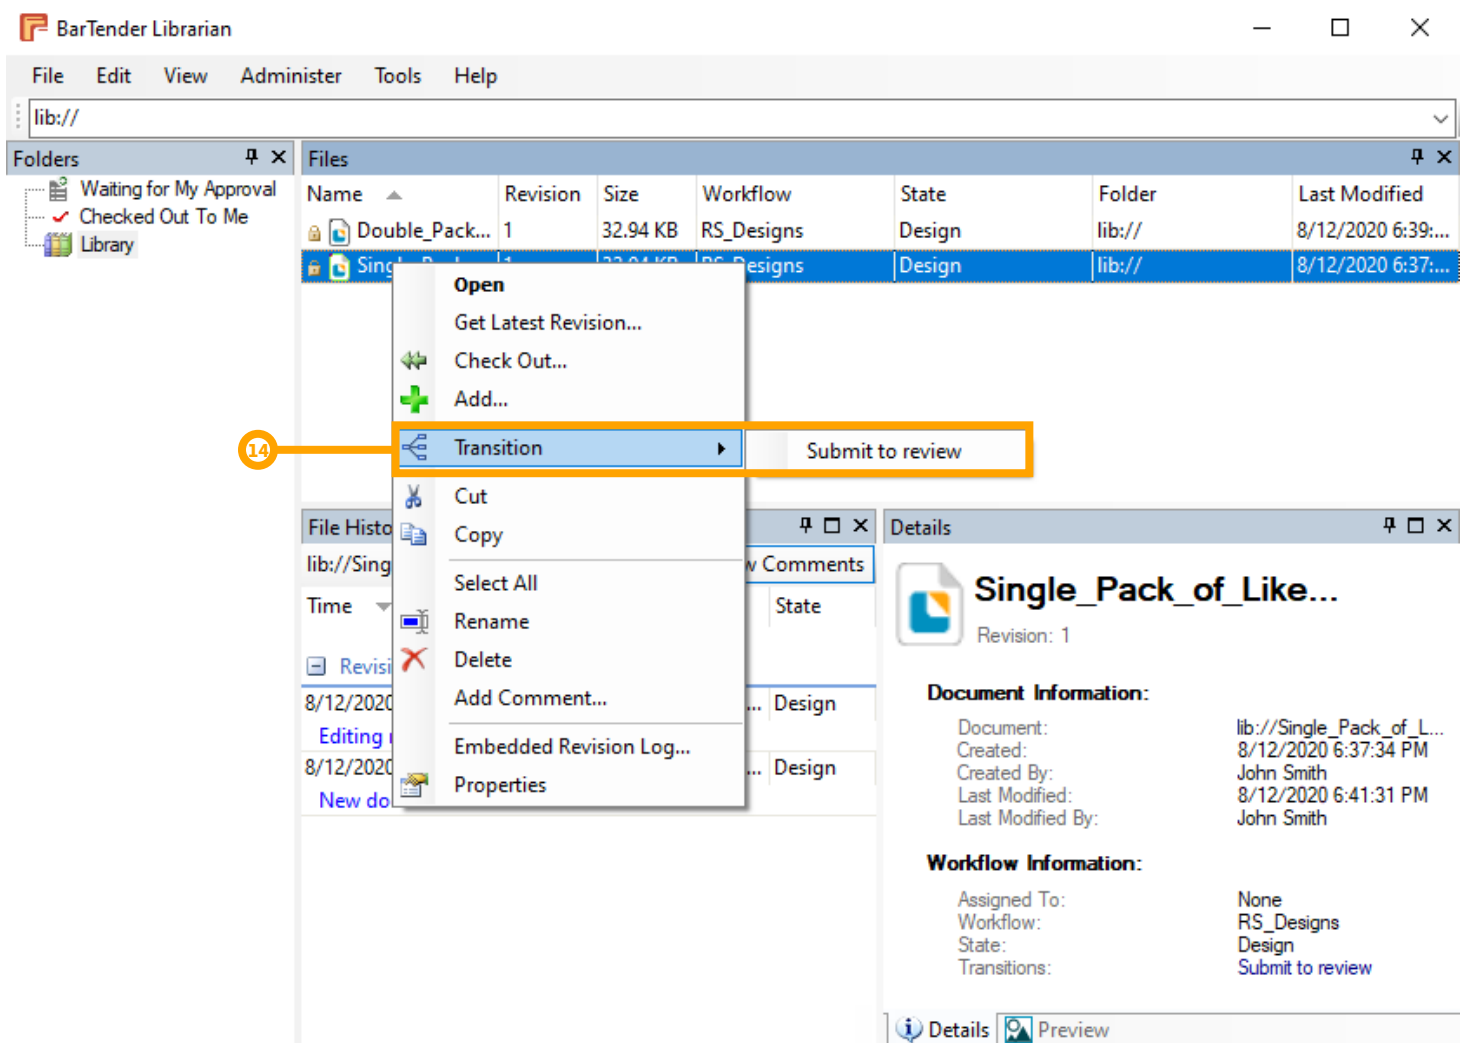 BarTender Librarian
File Edit View Administer Tools Help
lib://
Folders
Waiting for My Approval
Checked Out To Me
Library
Files
Name Revision Size Workflow State Folder Last Modified
Double_Pack... 1 32.94 KB RS_Designs Design lib:// 8/12/2020 6:39:...
Design lib:// 8/12/2020 6:37:...
Open
Get Latest Revision...
Check Out...
Add...
14
Transition
Submit to review
Cut
Copy
Select All
Rename
Delete
Add Comment...
Embedded Revision Log...
Properties
File Histo
lib://Sing
Comments
Time State
Revisi
8/12/2020 ... Design
Editing
8/12/2020 ... Design
New do
Details
Single_Pack_of_Like...
Revision: 1
Document Information:
Document: lib://Single_Pack_of_L...
Created: 8/12/2020 6:37:34 PM
Created By: John Smith
Last Modified: 8/12/2020 6:41:31 PM
Last Modified By: John Smith
Workflow Information:
Assigned To: None
Workflow: RS_Designs
State: Design
Transitions: Submit to review
Details Preview